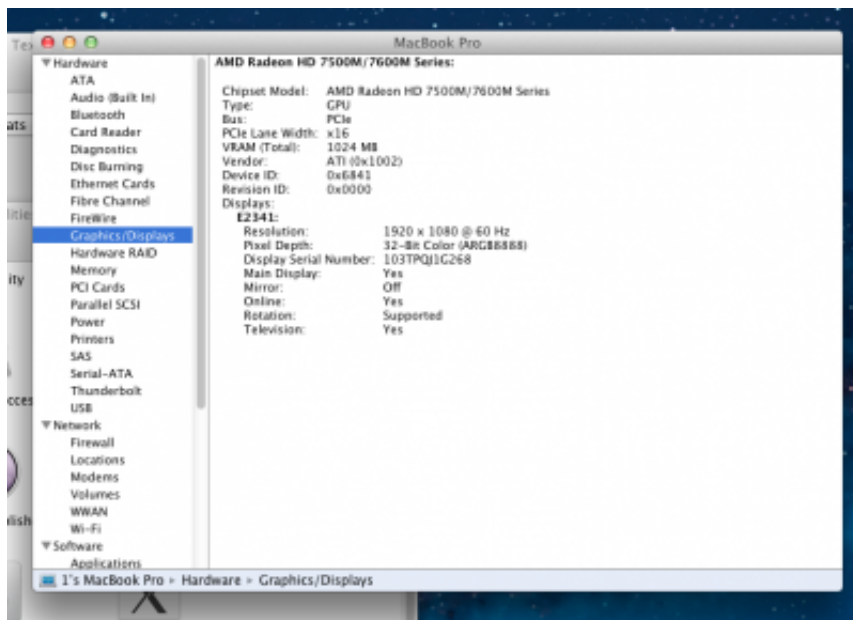 MacBook Pro
Hardware
ATA
Audio (Built In)
Bluetooth
Card Reader
Diagnostics
Disc Burning
Ethernet Cards
Fibre Channel
FireWire
Graphics/Displays
Hardware RAID
Memory
PCI Cards
Parallel SCSI
Power
Printers
SAS
Serial-ATA
Thunderbolt
USB
Network
Firewall
Locations
Modems
Volumes
WWAN
Wi-Fi
Software
Applications
AMD Radeon HD 7500M/7600M Series:
Chipset Model: AMD Radeon HD 7500M/7600M Series
Type: GPU
Bus: PCIe
PCIe Lane Width: x16
VRAM (Total): 1024 MB
Vendor: ATI (0x1002)
Device ID: 0x6841
Revision ID: 0x0000
Displays:
E2341:
Resolution: 1920 x 1080 @ 60 Hz
Pixel Depth: 32-Bit Color (ARGB8888)
Display Serial Number: 103TPQJ1G268
Main Display: Yes
Mirror: Off
Online: Yes
Rotation: Supported
Television: Yes
1's MacBook Pro ▸ Hardware ▸ Graphics/Displays